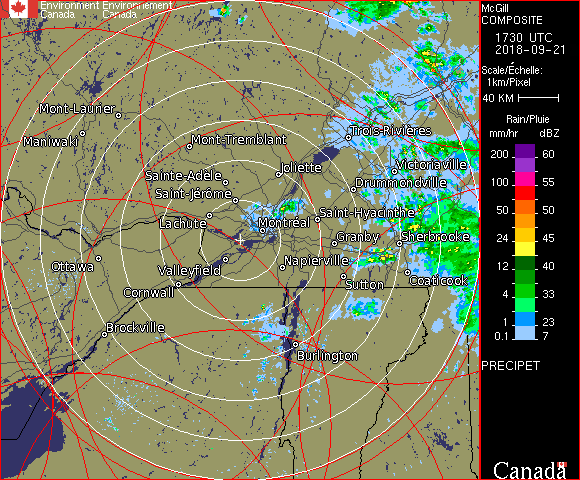 Environment Environnement
Canada Canada
McGill
COMPOSITE
1730 UTC
2018-09-21
Scale/Échelle:
1km/Pixel
40 KM
Rain/Pluie
mm/hr dBZ
200 60
150 57
100 55
50 50
24 45
12 40
4 33
1 23
0.1 7
PRECIPET
Canada
Mont-Laurier
Maniwaki
Mont-Tremblant
Trois-Rivières
Sainte-Adèle
Joliette
Victoriaville
Saint-Jérôme
Drummondville
Lachute
Montréal
Saint-Hyacinthe
Granby
Sherbrooke
Ottawa
Valleyfield
Napierville
Cornwall
Sutton
Coaticook
Brockville
Burlington